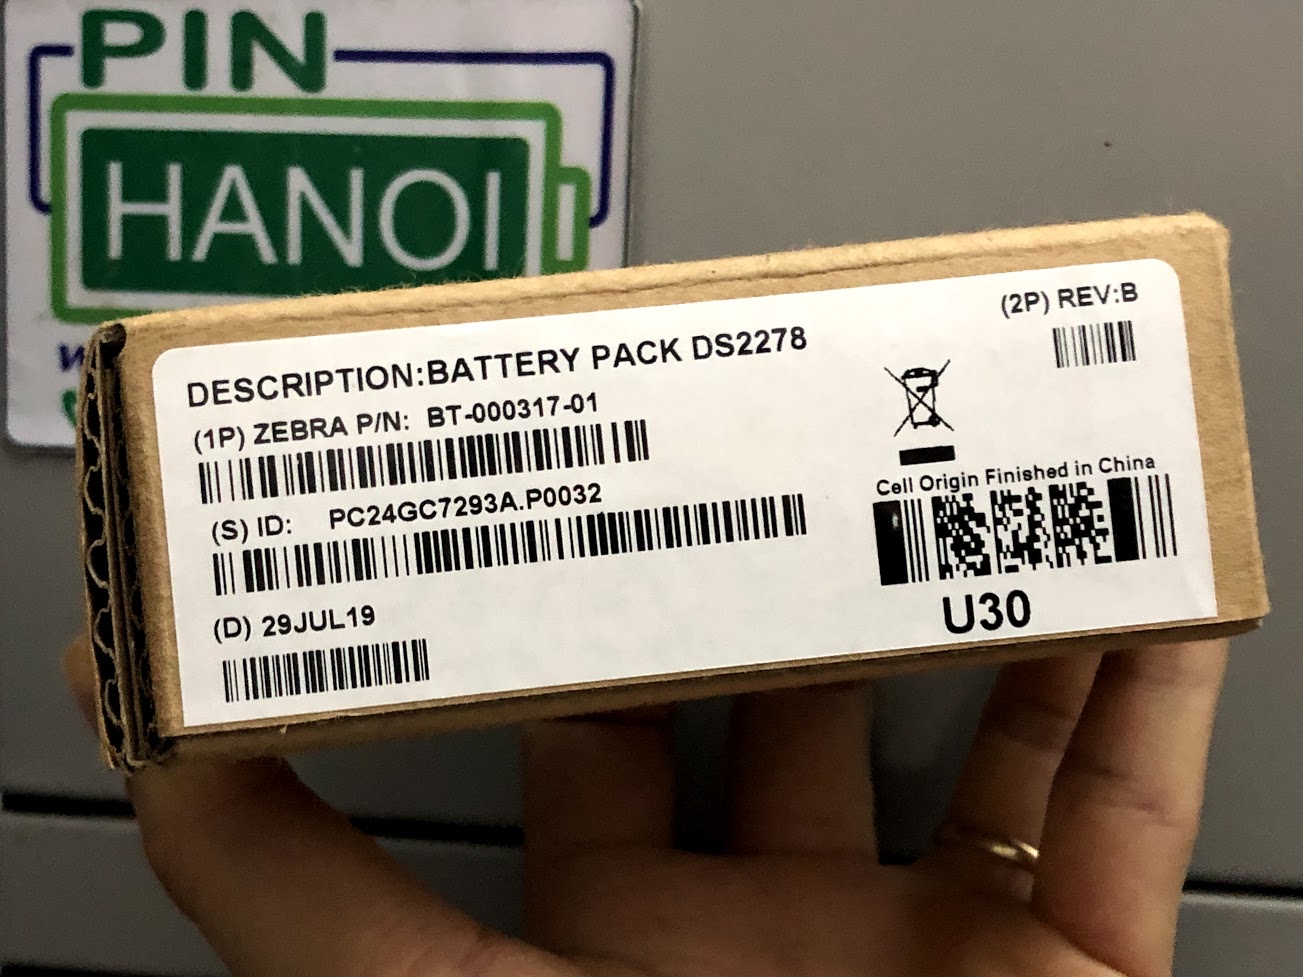 PIN
HANOI
DESCRIPTION:BATTERY PACK DS2278
(2P) REV:B
(1P) ZEBRA P/N: BT-000317-01
(S) ID: PC24GC7293A.P0032
Cell Origin Finished in China
(D) 29JUL19
U30